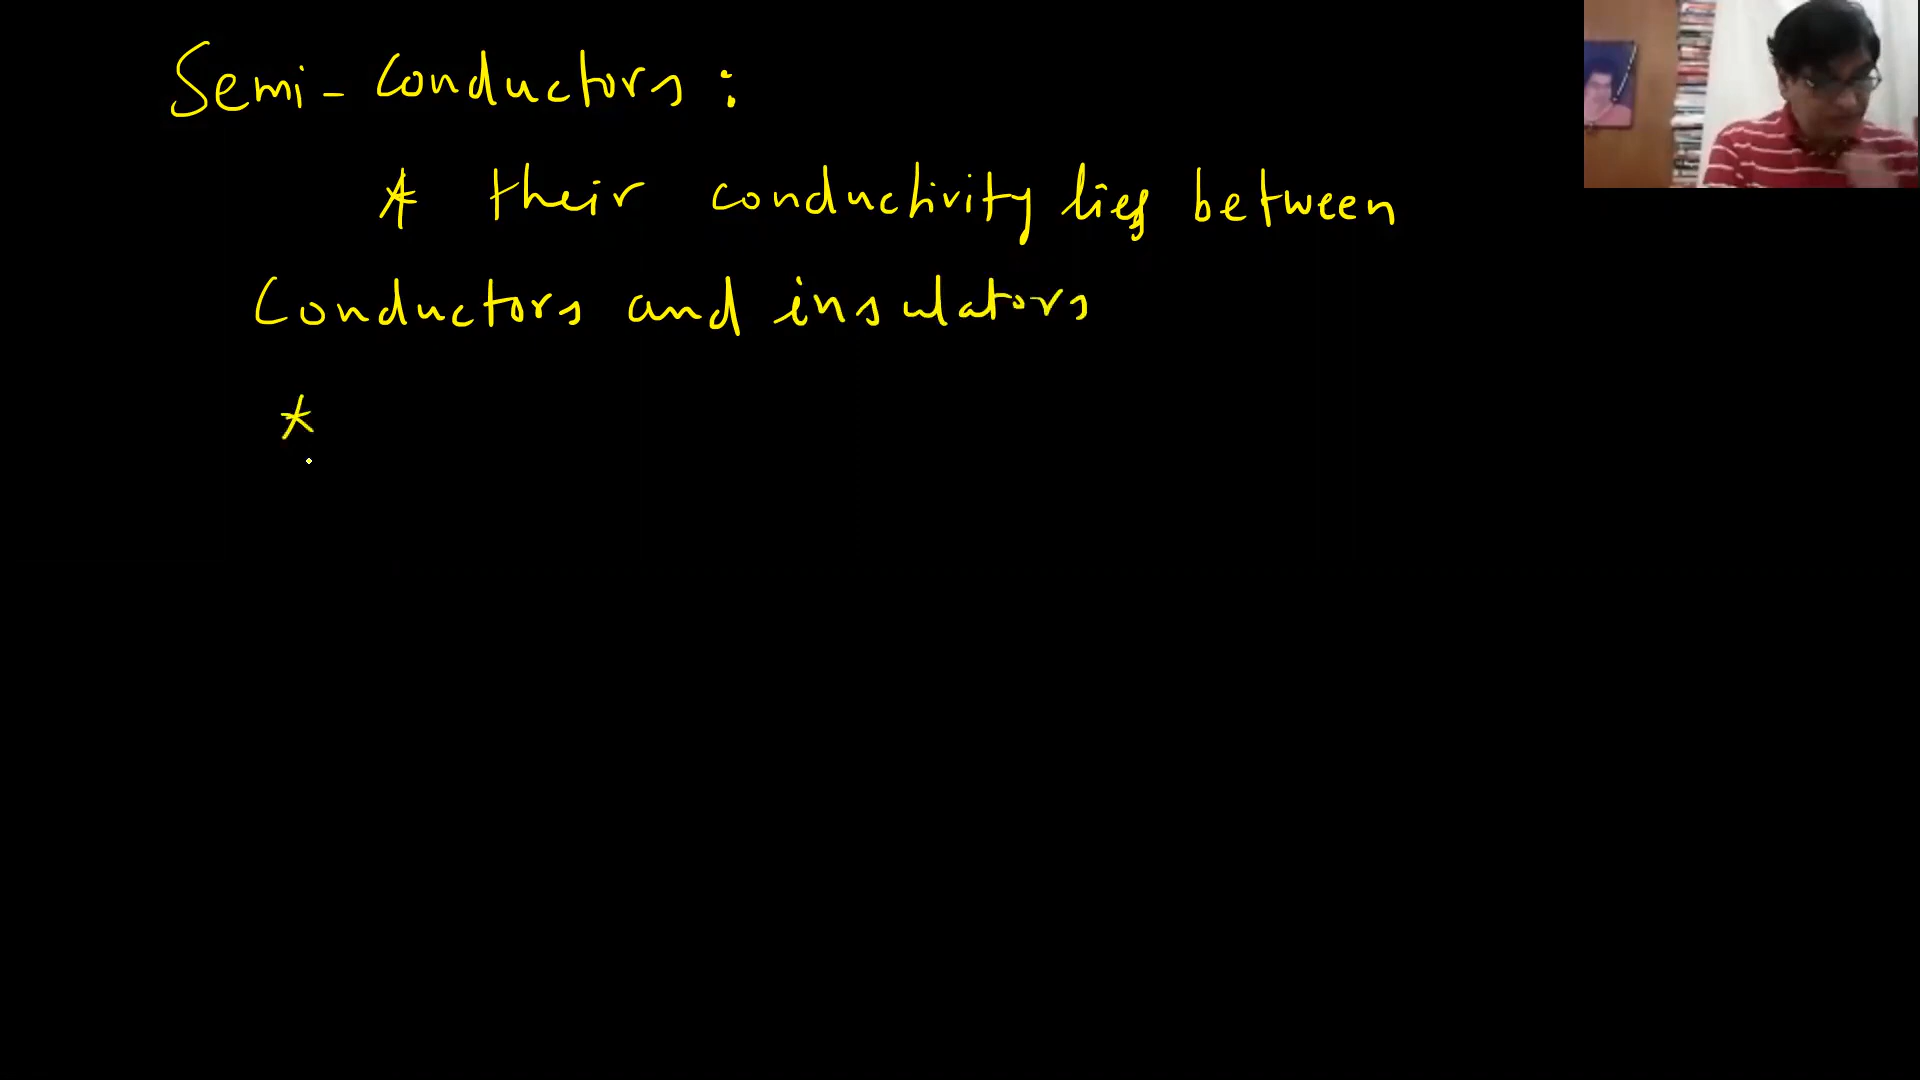 Semi-conductors :
* their conductivity lies between
Conductors and insulators
*